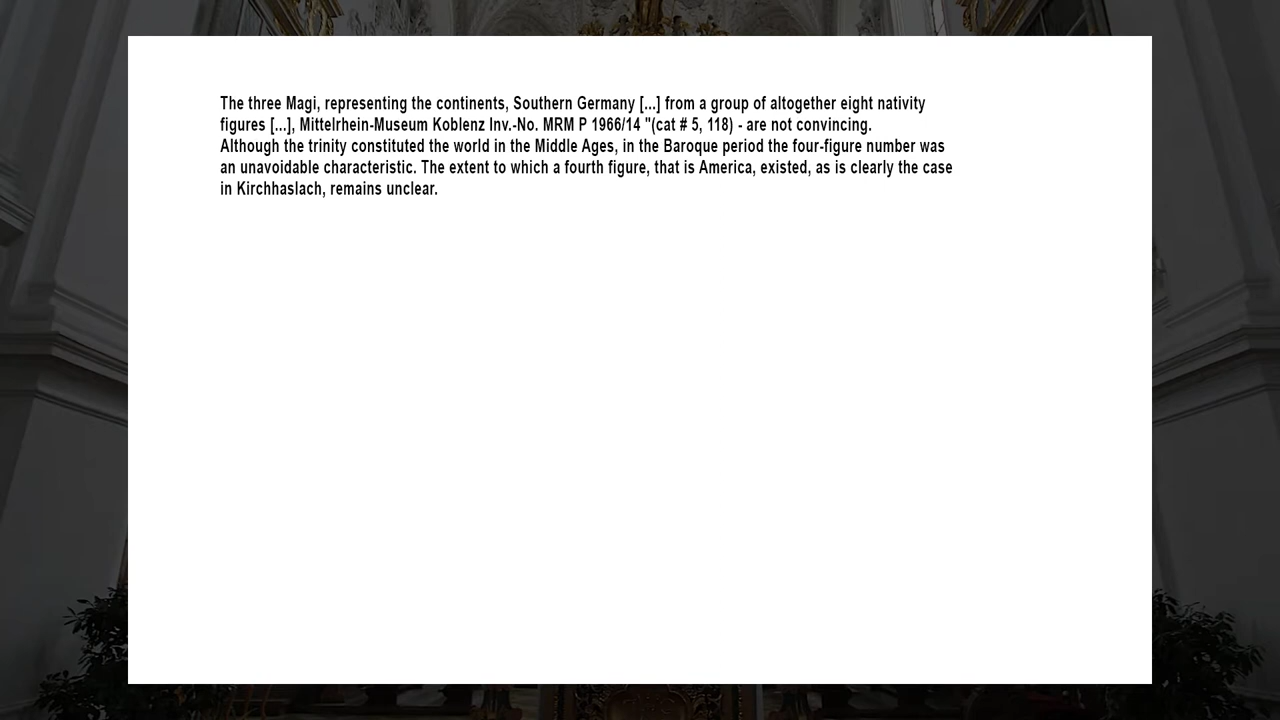 The three Magi, representing the continents, Southern Germany [...] from a group of altogether eight nativity
figures [...], Mittelrhein-Museum Koblenz Inv.-No. MRM P 1966/14 "(cat # 5, 118) - are not convincing.
Although the trinity constituted the world in the Middle Ages, in the Baroque period the four-figure number was
an unavoidable characteristic. The extent to which a fourth figure, that is America, existed, as is clearly the case
in Kirchhaslach, remains unclear.